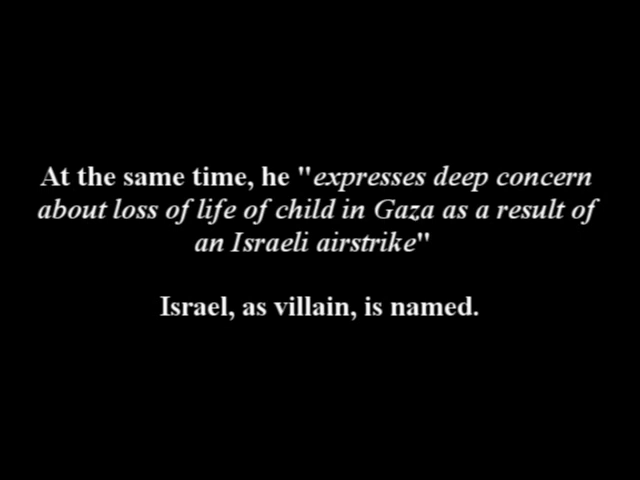 At the same time, he "expresses deep concern
about loss of life of child in Gaza as a result of
an Israeli airstrike"
Israel, as villain, is named.